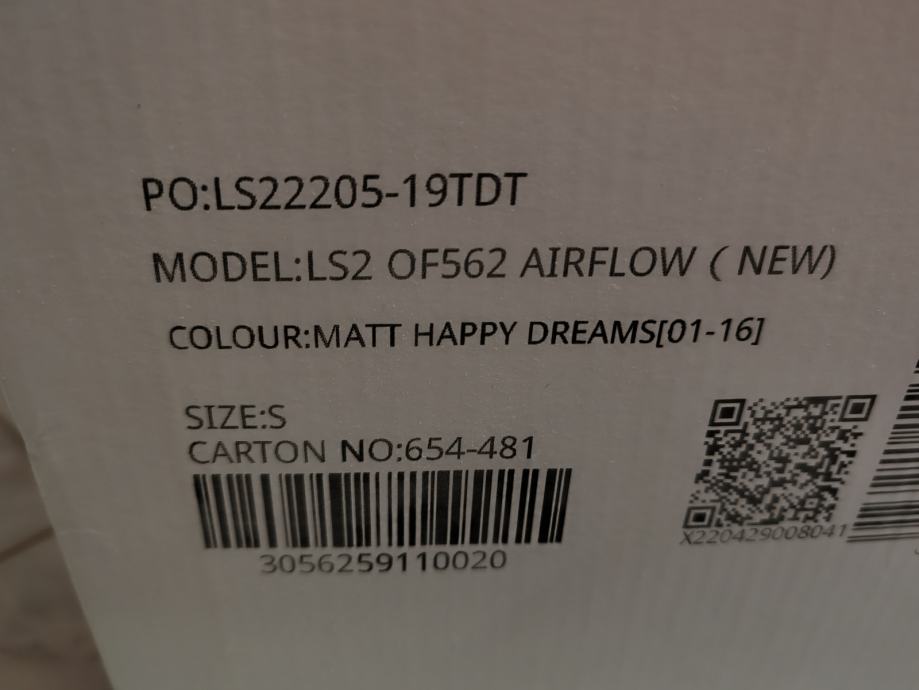 PO:LS22205-19TDT
MODEL:LS2 OF562 AIRFLOW ( NEW)
COLOUR:MATT HAPPY DREAMS[01-16]
SIZE:S
CARTON NO:654-481
3056259110020
X220429008041